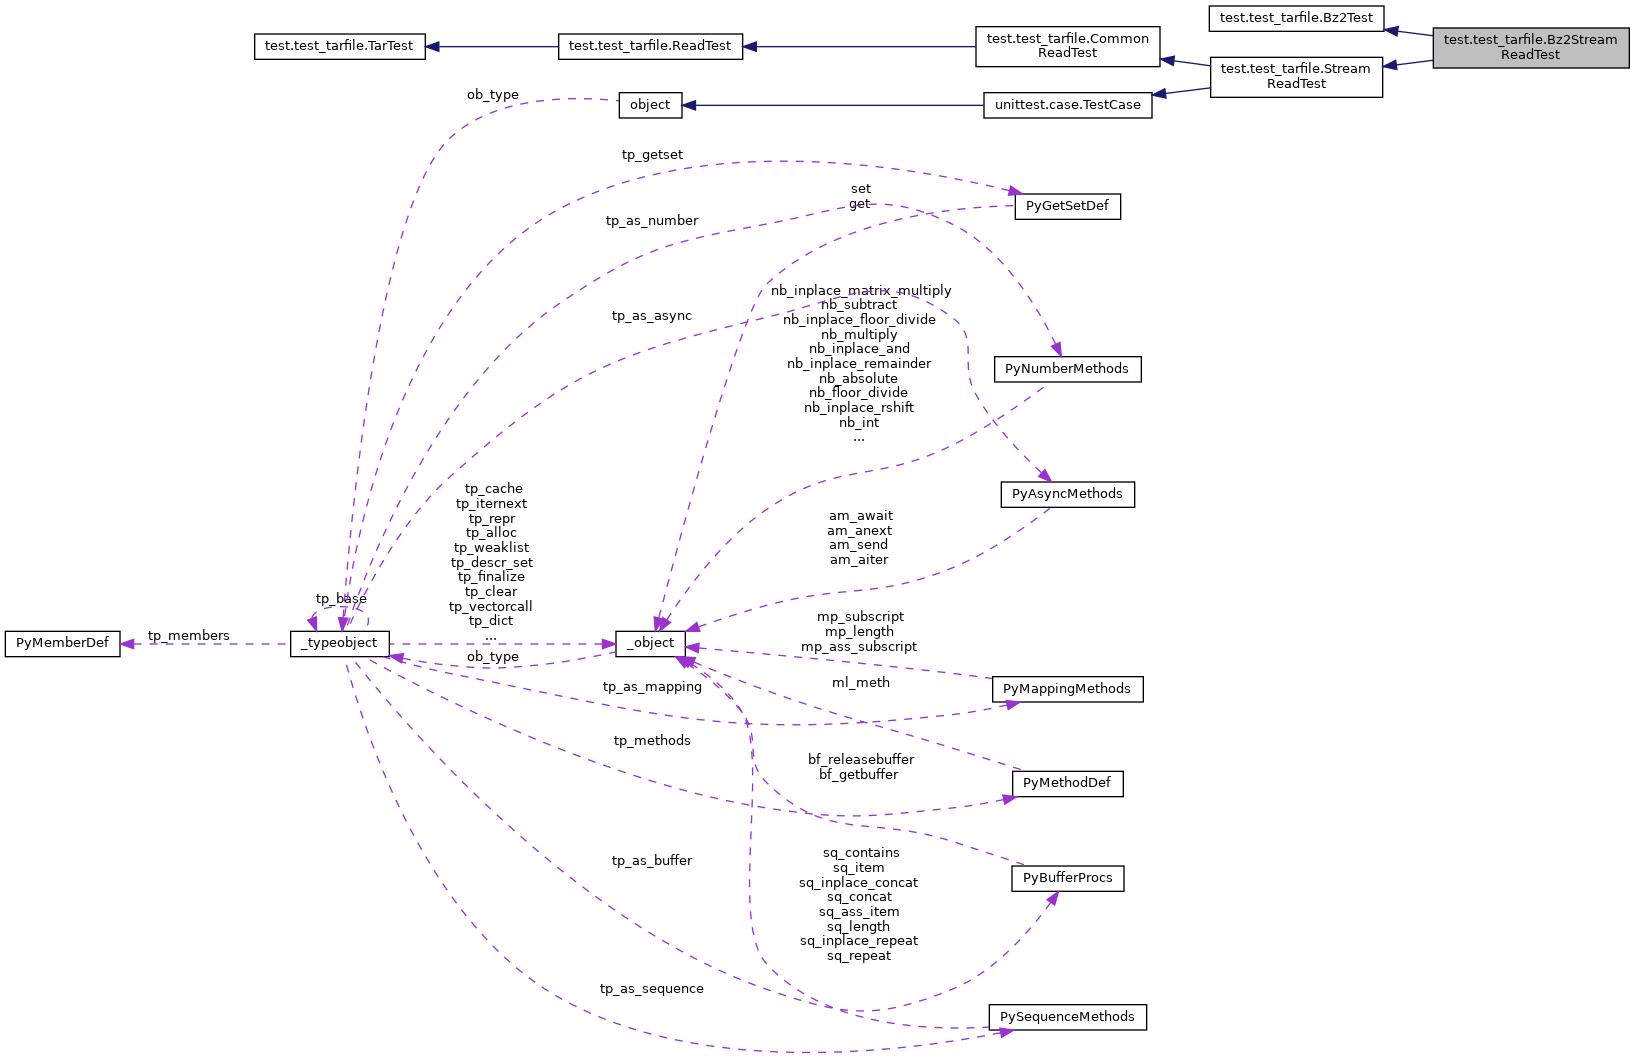 test.test_tarfile.Bz2Test
test.test_tarfile.Bz2Stream
ReadTest
test.test_tarfile.TarTest
test.test_tarfile.ReadTest
test.test_tarfile.Common
ReadTest
test.test_tarfile.Stream
ReadTest
ob_type
object
unittest.case.TestCase
tp_getset
set
get
PyGetSetDef
tp_as_number
nb_inplace_matrix_multiply
nb_subtract
nb_inplace_floor_divide
nb_multiply
nb_inplace_and
nb_inplace_remainder
nb_absolute
nb_floor_divide
nb_inplace_rshift
nb_int
...
tp_as_async
PyNumberMethods
PyAsyncMethods
tp_cache
tp_iternext
tp_repr
tp_alloc
tp_weaklist
tp_descr_set
tp_finalize
tp_clear
tp_vectorcall
tp_dict
...
am_await
am_anext
am_send
am_aiter
tp_base
PyMemberDef
tp_members
_typeobject
_object
ob_type
mp_subscript
mp_length
mp_ass_subscript
tp_as_mapping
ml_meth
PyMappingMethods
tp_methods
bf_releasebuffer
bf_getbuffer
PyMethodDef
tp_as_buffer
sq_contains
sq_item
sq_inplace_concat
sq_concat
sq_ass_item
sq_length
sq_inplace_repeat
sq_repeat
PyBufferProcs
tp_as_sequence
PySequenceMethods